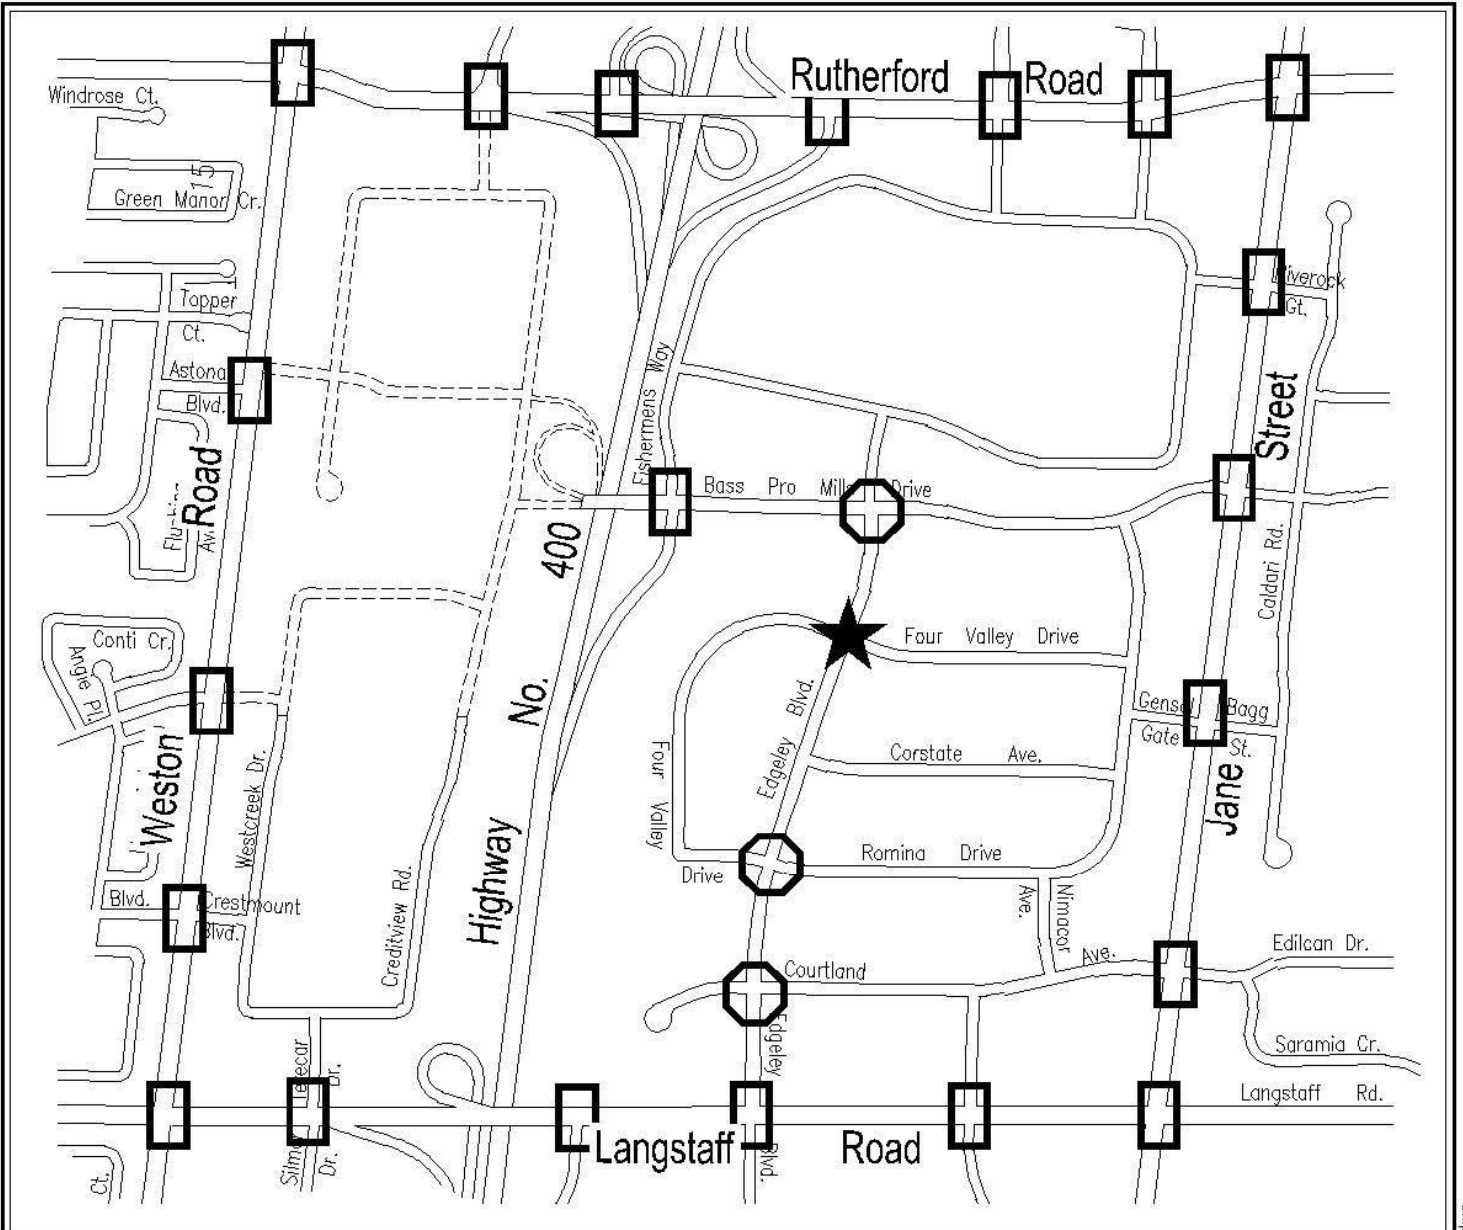 Rutherford Road
Windrose Ct.
15
Green Manor Cr.
Topper
Ct.
Astona
Blvd.
Road
Fishermens Way
Bass Pro Mills Drive
Street
Gt.
400
Caldari Rd.
Conti Cr.
Angie Pl.
Four Valley Drive
No.
Edgeley Blvd.
Gate
Bagg
St.
Weston
Westcreek Dr.
Corstate Ave.
Jane
Four Valley
Drive
Romina Drive
Highway
Creditview Rd.
Blvd.
Crestmount
Blvd.
Nimacor
Ave.
Courtland Ave.
Edilcan Dr.
Edgeley
Blvd.
Saramia Cr.
Dr.
Langstaff Rd.
Langstaff Road
Dr.
Ct.